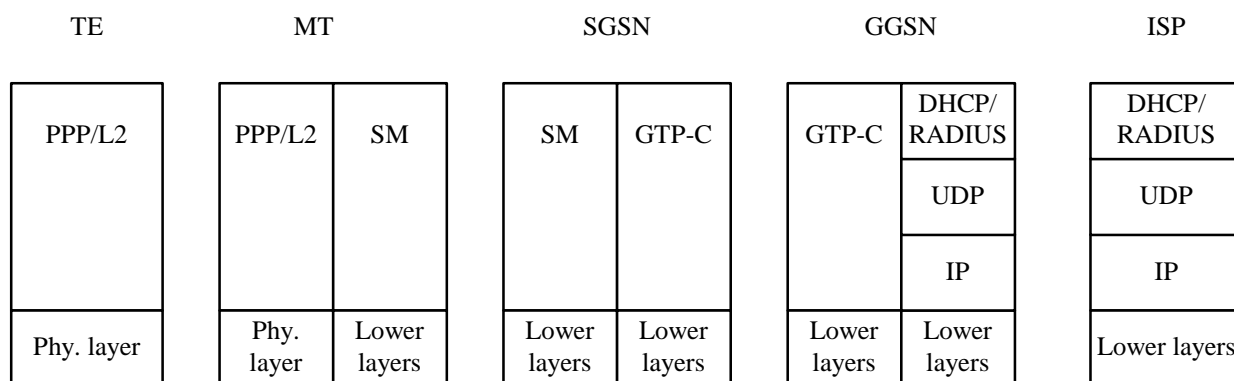 TE MT SGSN GGSN ISP
PPP/L2
Phy. layer
PPP/L2
Phy.
layer
SM
Lower
layers
SM
Lower
layers
GTP-C
Lower
layers
GTP-C
Lower
layers
DHCP/
RADIUS
UDP
IP
Lower
layers
DHCP/
RADIUS
UDP
IP
Lower layers